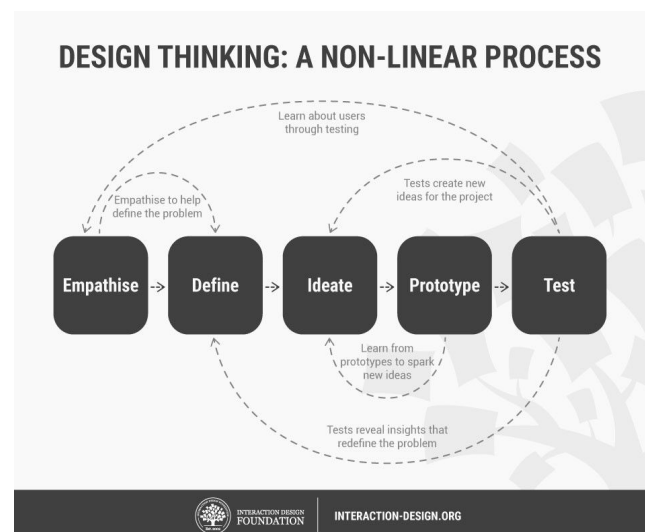 DESIGN THINKING: A NON-LINEAR PROCESS
Learn about users
through testing
Empathise to help
define the problem
Tests create new
ideas for the project
Empathise
Define
Ideate
Prototype
Test
Learn from
prototypes to spark
new ideas
Tests reveal insights that
redefine the problem
INTERACTION DESIGN
FOUNDATION
INTERACTION-DESIGN.ORG